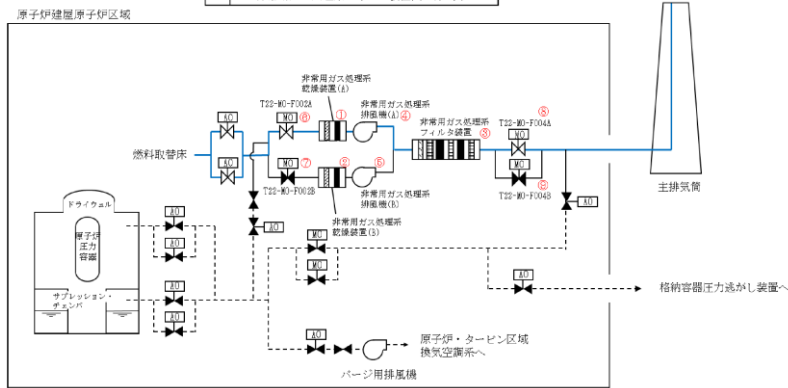 原子炉建屋原子炉区域
非常用ガス処理系
乾燥装置(A)
T22-MO-F002A
非常用ガス処理系
排風機(A)
④
⑧
T22-MO-F004A
AO
MO
⑥
①
非常用ガス処理系
フィルタ装置
③
MO
燃料取替床
AO
MO
⑦
②
⑤
MO
⑨
T22-MO-F002B
非常用ガス処理系
排風機(B)
T22-MO-F004B
主排気筒
ドライウェル
AO
非常用ガス処理系
乾燥装置(B)
AO
AO
原子炉
圧力
容器
AO
MO
MO
AO
格納容器圧力逃がし装置へ
サプレッション・
チェンバ
AO
AO
AO
原子炉・タービン区域
換気空調系へ
パージ用排風機